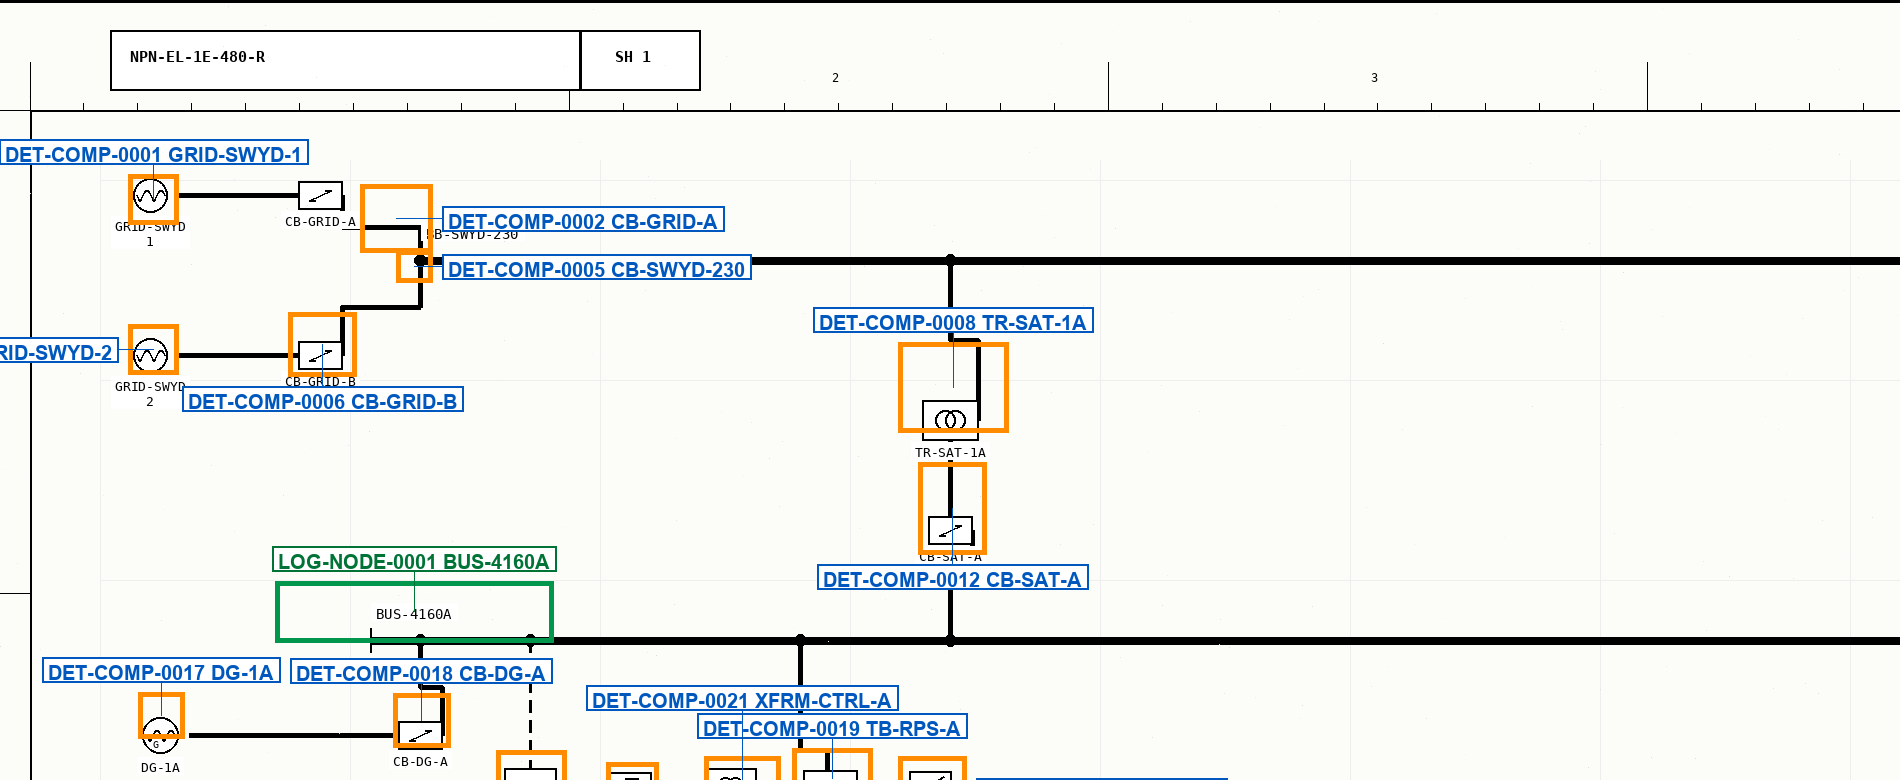 NPN-EL-1E-480-R
SH 1
2
3
DET-COMP-0001 GRID-SWYD-1
GRID-SWYD
1
CB-GRID-A
DET-COMP-0002 CB-GRID-A
B-SWYD-230
DET-COMP-0005 CB-SWYD-230
DET-COMP-0008 TR-SAT-1A
RID-SWYD-2
GRID-SWYD
2
CB-GRID-B
DET-COMP-0006 CB-GRID-B
TR-SAT-1A
CB-SAT-A
DET-COMP-0012 CB-SAT-A
LOG-NODE-0001 BUS-4160A
BUS-4160A
DET-COMP-0017 DG-1A
DET-COMP-0018 CB-DG-A
DET-COMP-0021 XFRM-CTRL-A
DET-COMP-0019 TB-RPS-A
G
DG-1A
CB-DG-A